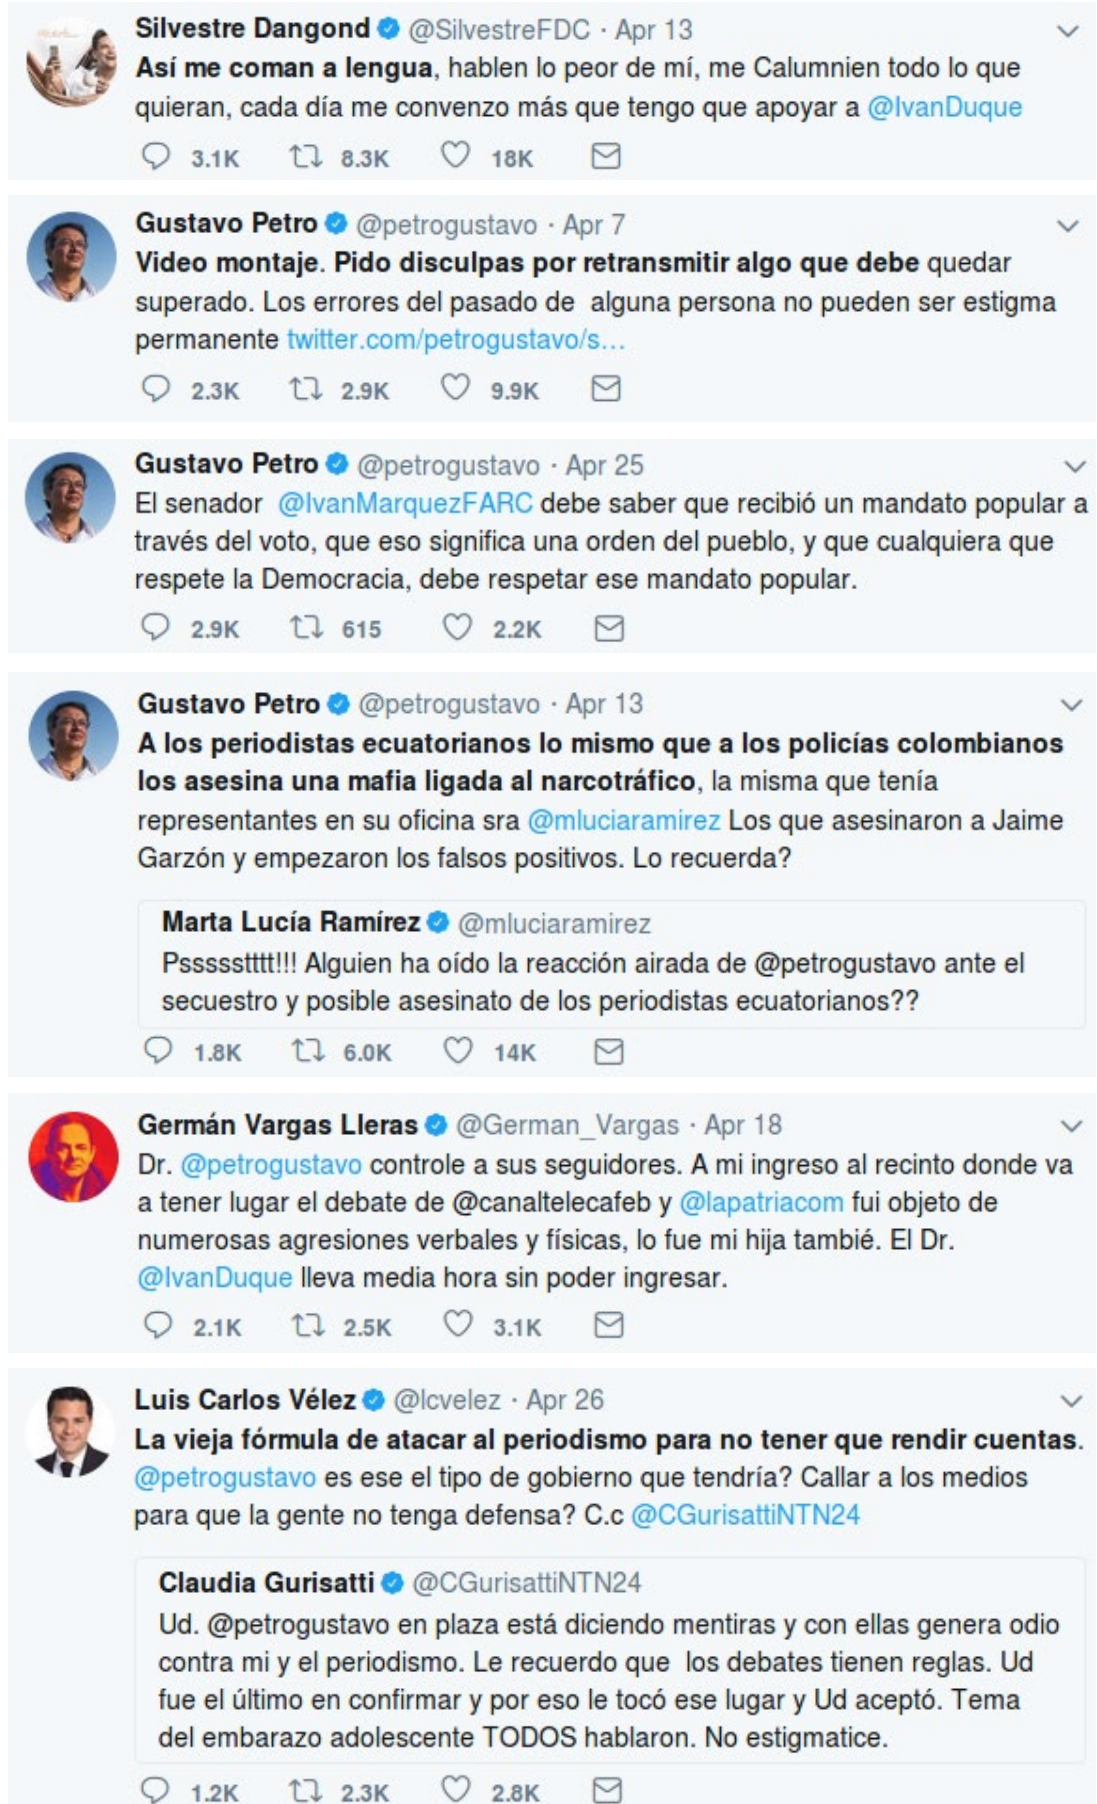 Silvestre Dangond @SilvestreFDC · Apr 13
Así me coman a lengua, hablen lo peor de mí, me Calumnien todo lo que
quieran, cada día me convenzo más que tengo que apoyar a @IvanDuque
3.1K 8.3K 18K
Gustavo Petro @petrogustavo · Apr 7
Video montaje. Pido disculpas por retransmitir algo que debe quedar
superado. Los errores del pasado de alguna persona no pueden ser estigma
permanente twitter.com/petrogustavo/s…
2.3K 2.9K 9.9K
Gustavo Petro @petrogustavo · Apr 25
El senador @IvanMarquezFARC debe saber que recibió un mandato popular a
través del voto, que eso significa una orden del pueblo, y que cualquiera que
respete la Democracia, debe respetar ese mandato popular.
2.9K 615 2.2K
Gustavo Petro @petrogustavo · Apr 13
A los periodistas ecuatorianos lo mismo que a los policías colombianos
los asesina una mafia ligada al narcotráfico, la misma que tenía
representantes en su oficina sra @mluciaramirez Los que asesinaron a Jaime
Garzón y empezaron los falsos positivos. Lo recuerda?
Marta Lucía Ramírez @mluciaramirez
Psssssstttt!!! Alguien ha oído la reacción airada de @petrogustavo ante el
secuestro y posible asesinato de los periodistas ecuatorianos??
1.8K 6.0K 14K
Germán Vargas Lleras @German_Vargas · Apr 18
Dr. @petrogustavo controle a sus seguidores. A mi ingreso al recinto donde va
a tener lugar el debate de @canaltelecafeb y @lapatriacom fui objeto de
numerosas agresiones verbales y físicas, lo fue mi hija tambié. El Dr.
@IvanDuque lleva media hora sin poder ingresar.
2.1K 2.5K 3.1K
Luis Carlos Vélez @lcvelez · Apr 26
La vieja fórmula de atacar al periodismo para no tener que rendir cuentas.
@petrogustavo es ese el tipo de gobierno que tendría? Callar a los medios
para que la gente no tenga defensa? C.c @CGurisattiNTN24
Claudia Gurisatti @CGurisattiNTN24
Ud. @petrogustavo en plaza está diciendo mentiras y con ellas genera odio
contra mi y el periodismo. Le recuerdo que los debates tienen reglas. Ud
fue el último en confirmar y por eso le tocó ese lugar y Ud aceptó. Tema
del embarazo adolescente TODOS hablaron. No estigmatice.
1.2K 2.3K 2.8K